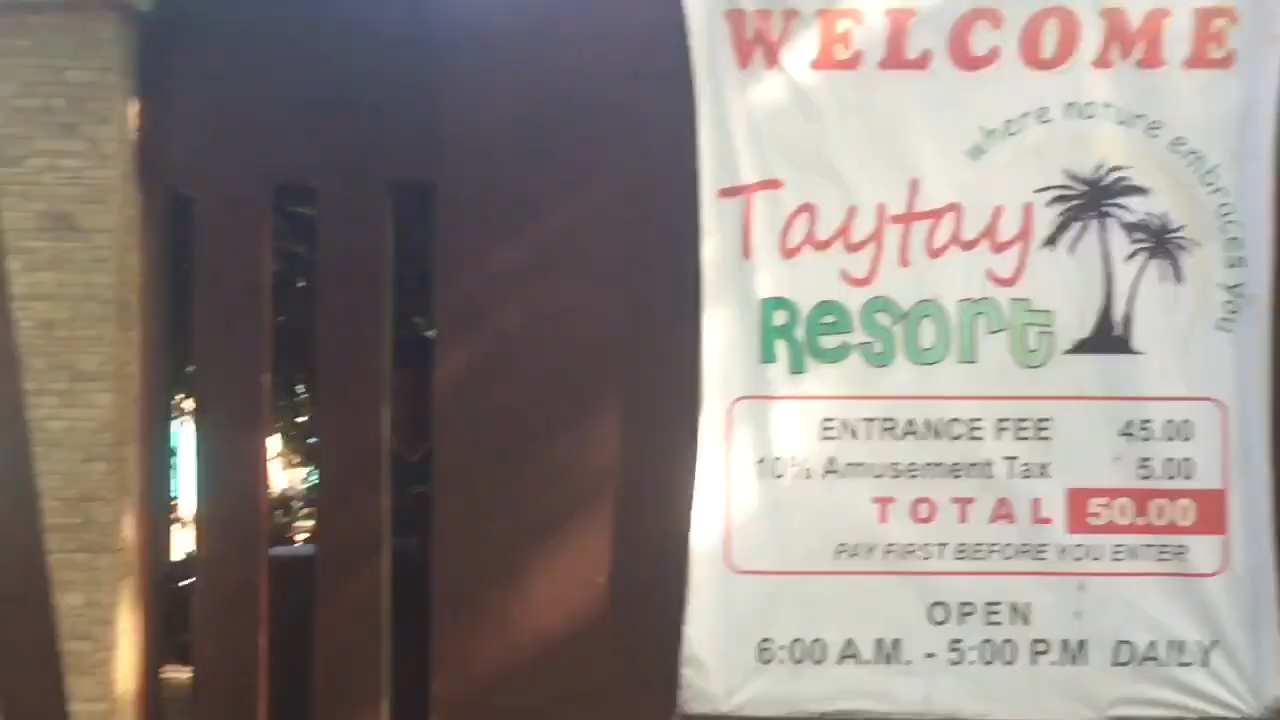 WELCOME
where nature embraces you
Taytay
Resort
ENTRANCE FEE 45.00
10% Amusement Tax 5.00
TOTAL 50.00
PAY FIRST BEFORE YOU ENTER
OPEN
6:00 A.M. - 5:00 P.M DAILY